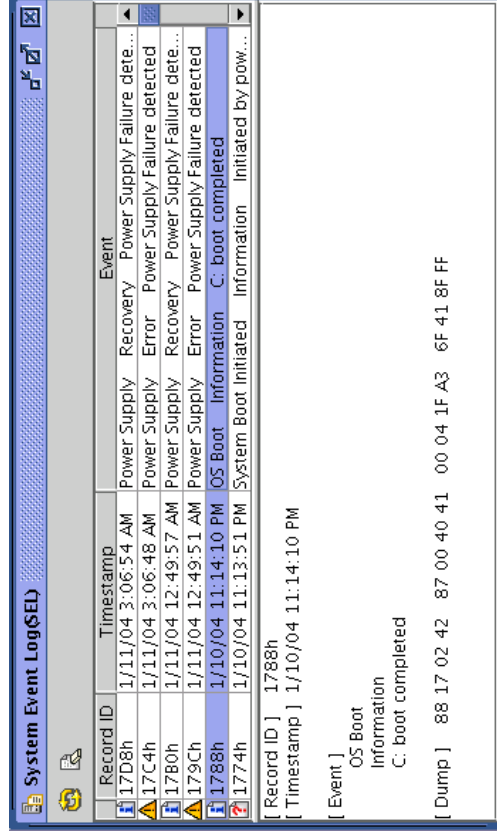 System Event Log(SEL)
Record ID Timestamp Event
17D8h 1/11/04 3:06:54 AM Power Supply Recovery Power Supply Failure dete...
17C4h 1/11/04 3:06:48 AM Power Supply Error Power Supply Failure detected
17B0h 1/11/04 12:49:57 AM Power Supply Recovery Power Supply Failure dete...
179Ch 1/11/04 12:49:51 AM Power Supply Error Power Supply Failure detected
1788h 1/10/04 11:14:10 PM OS Boot Information C: boot completed
1774h 1/10/04 11:13:51 PM System Boot Initiated Information Initiated by pow...
[ Record ID ] 1788h
[ Timestamp ] 1/10/04 11:14:10 PM
[ Event ]
OS Boot
Information
C: boot completed
[ Dump ] 88 17 02 42 87 00 40 41 00 04 1F A3 6F 41 8F FF